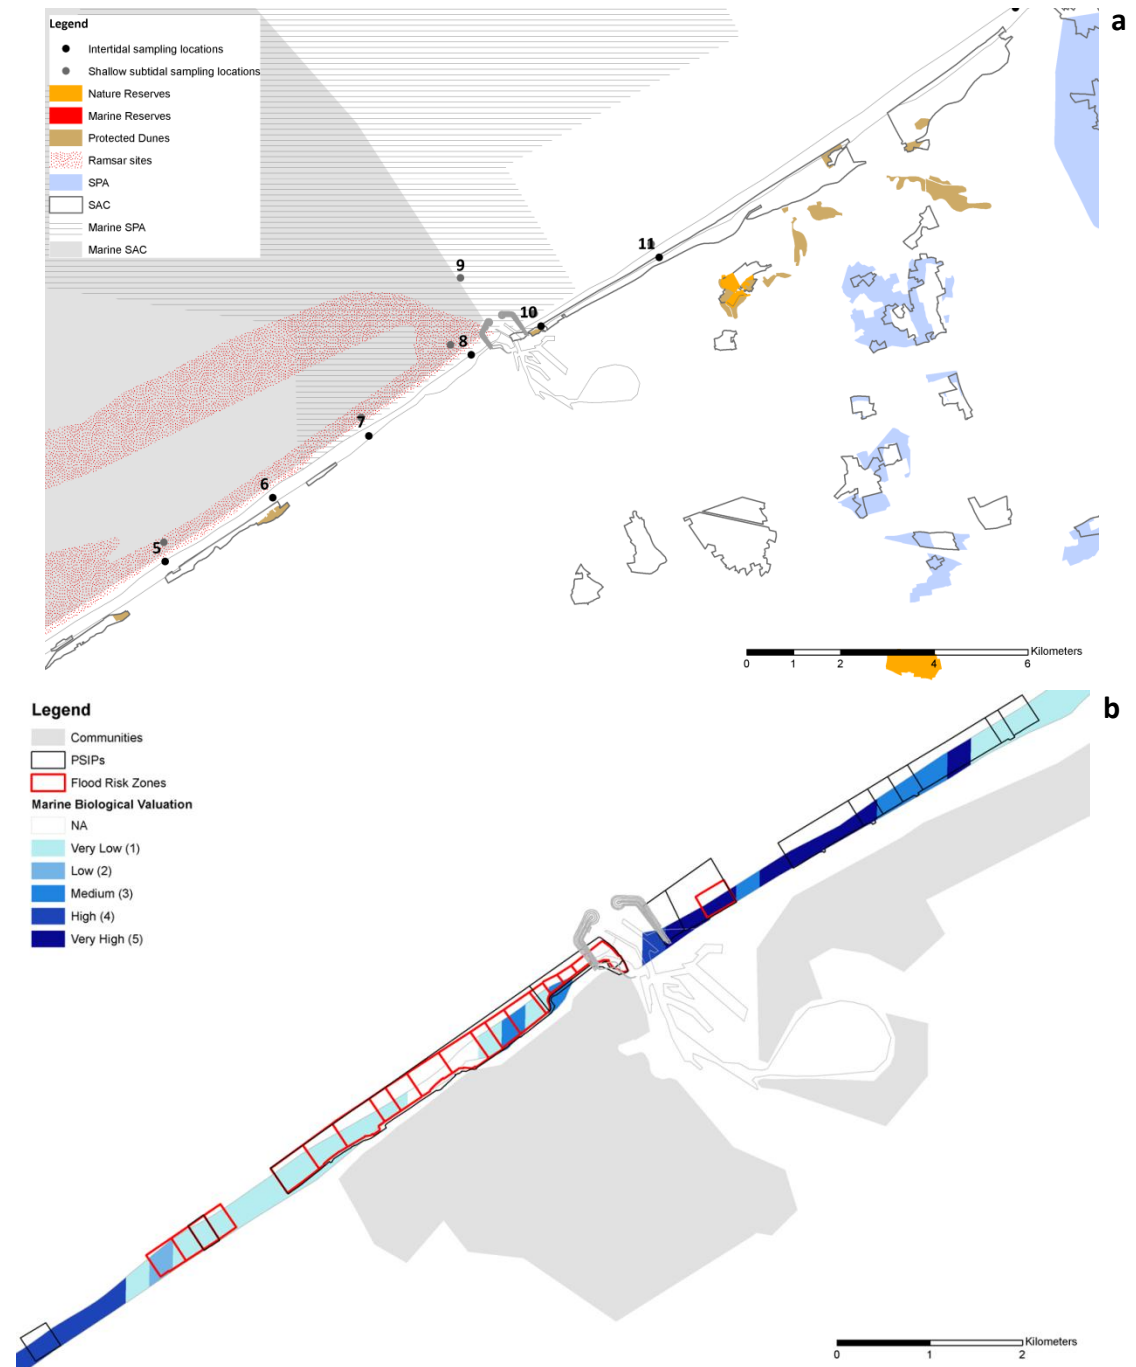 a
Legend
Intertidal sampling locations
Shallow subtidal sampling locations
Nature Reserves
Marine Reserves
Protected Dunes
Ramsar sites
SPA
SAC
Marine SPA
Marine SAC
11
9
10
8
7
6
5
Kilometers
0 1 2 4 6
b
Legend
Communities
PSIPs
Flood Risk Zones
Marine Biological Valuation
NA
Very Low (1)
Low (2)
Medium (3)
High (4)
Very High (5)
Kilometers
0 1 2